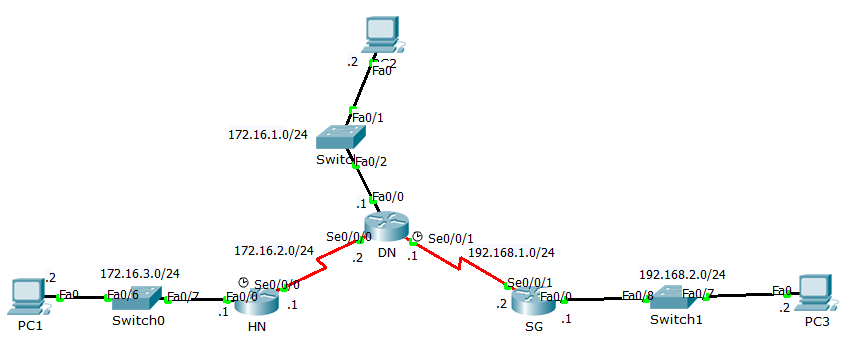 .2
PC2
Fa0
Fa0/1
172.16.1.0/24
Switch
Fa0/2
.1
Fa0/0
Se0/0/0
Se0/0/1
DN
172.16.2.0/24
.2
.1
192.168.1.0/24
.2
172.16.3.0/24
Fa0
Fa0/6
Fa0/7
Fa0/0
Se0/0/0
.1
.1
PC1
Switch0
HN
Se0/0/1
192.168.2.0/24
.2
Fa0/0
.1
Fa0/8
Fa0/7
Fa0
.2
SG
Switch1
PC3